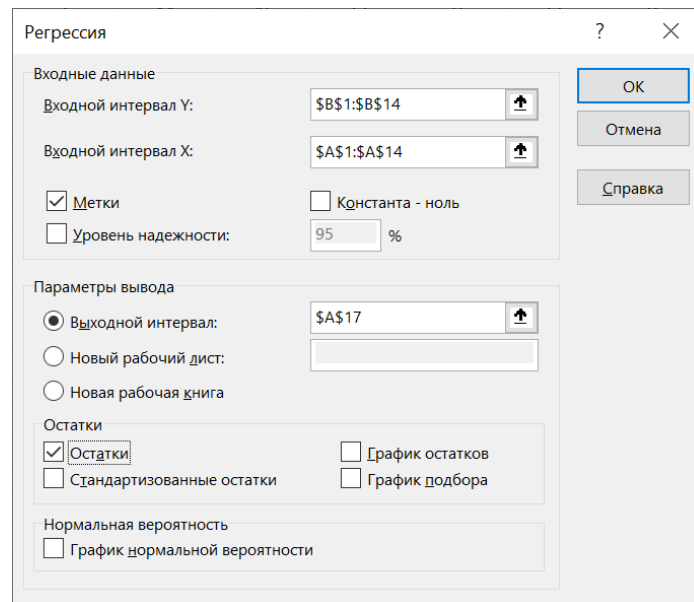 Регрессия
?
Входные данные
Входной интервал Y:
$B$1:$B$14
Входной интервал X:
$A$1:$A$14
Метки
Константа - ноль
Уровень надежности:
95
%
ОК
Отмена
Справка
Параметры вывода
Выходной интервал:
$A$17
Новый рабочий лист:
Новая рабочая книга
Остатки
Остатки
График остатков
Стандартизованные остатки
График подбора
Нормальная вероятность
График нормальной вероятности